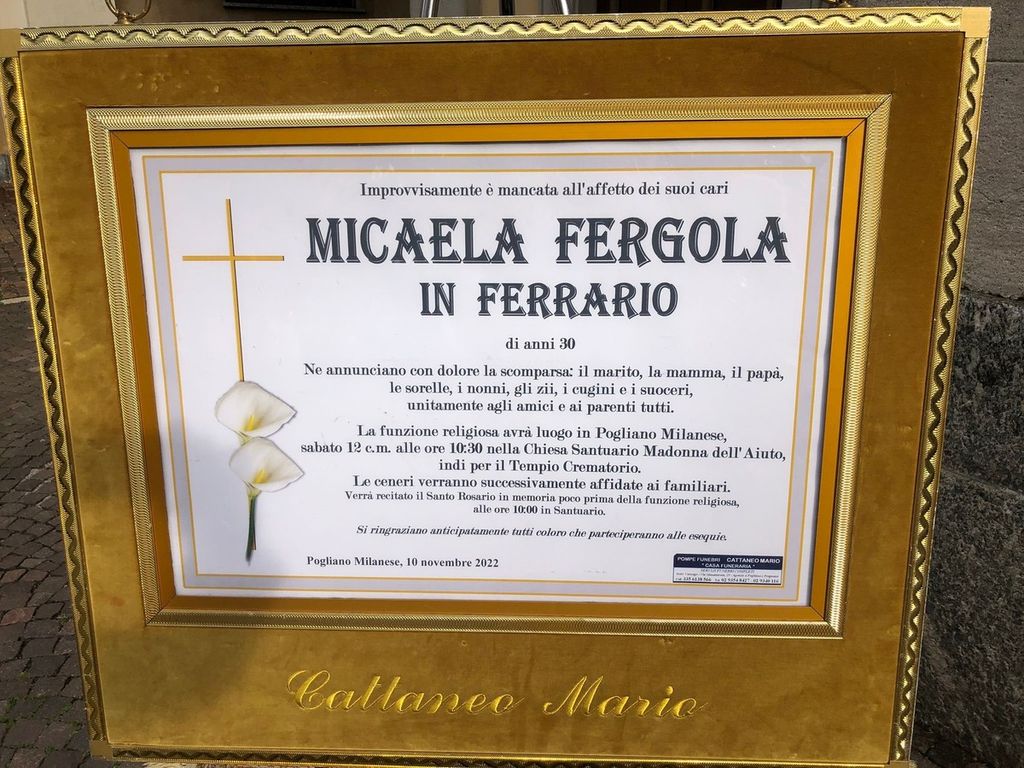 Improvvisamente è mancata all'affetto dei suoi cari
MICAELA FERGOLA
IN FERRARIO
di anni 30
Ne annunciano con dolore la scomparsa: il marito, la mamma, il papà,
le sorelle, i nonni, gli zii, i cugini e i suoceri,
unitamente agli amici e ai parenti tutti.
La funzione religiosa avrà luogo in Pogliano Milanese,
sabato 12 c.m. alle ore 10:30 nella Chiesa Santuario Madonna dell'Aiuto,
indi per il Tempio Crematorio.
Le ceneri verranno successivamente affidate ai familiari.
Verrà recitato il Santo Rosario in memoria poco prima della funzione religiosa,
alle ore 10:00 in Santuario.
Si ringraziano anticipatamente tutti coloro che parteciperanno alle esequie.
Pogliano Milanese, 10 novembre 2022
POMPE FUNEBRI CATTANEO MARIO
" CASA FUNERARIA "
Cattaneo Mario